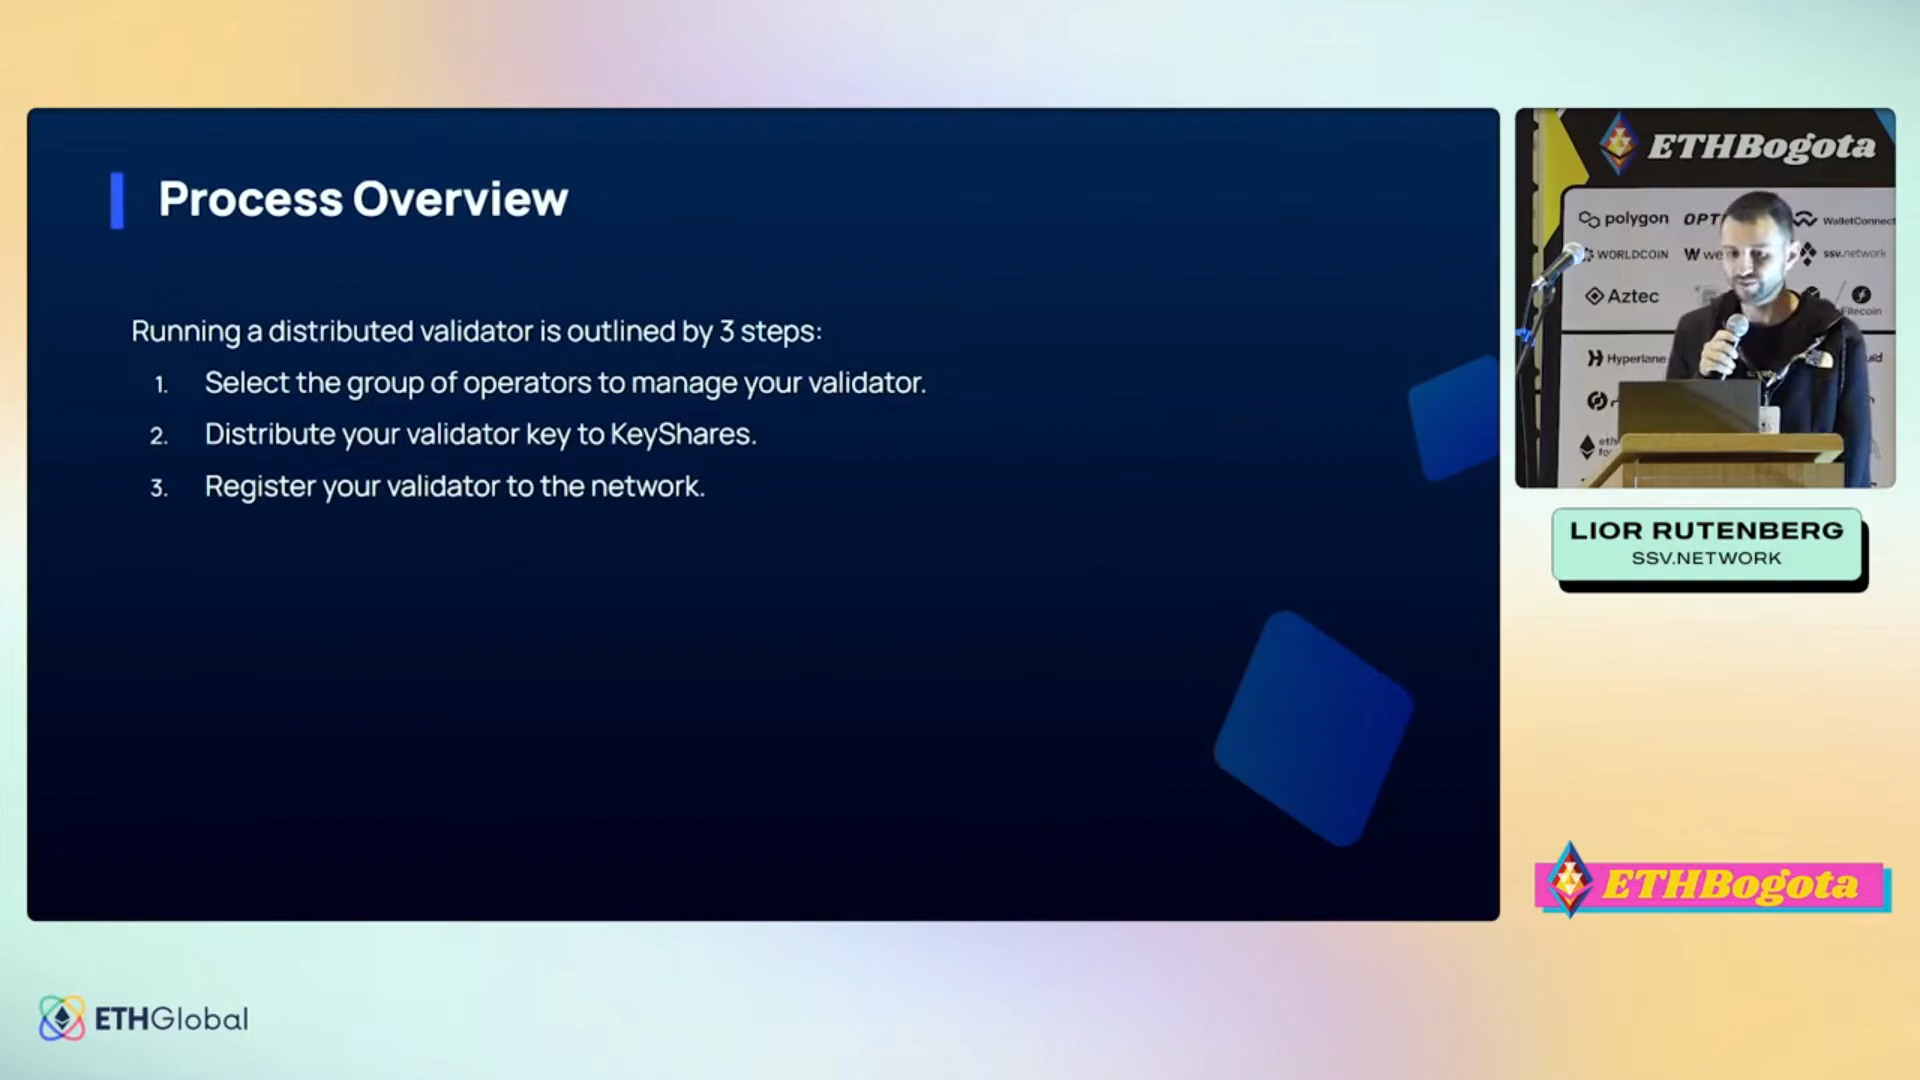 Process Overview
Running a distributed validator is outlined by 3 steps:
1. Select the group of operators to manage your validator.
2. Distribute your validator key to KeyShares.
3. Register your validator to the network.
ETHBogota
polygon
WalletConnect
WORLDCOIN
ssv.network
Aztec
Filecoin
Hyperlane
LIOR RUTENBERG
SSV.NETWORK
ETHBogota
ETHGlobal